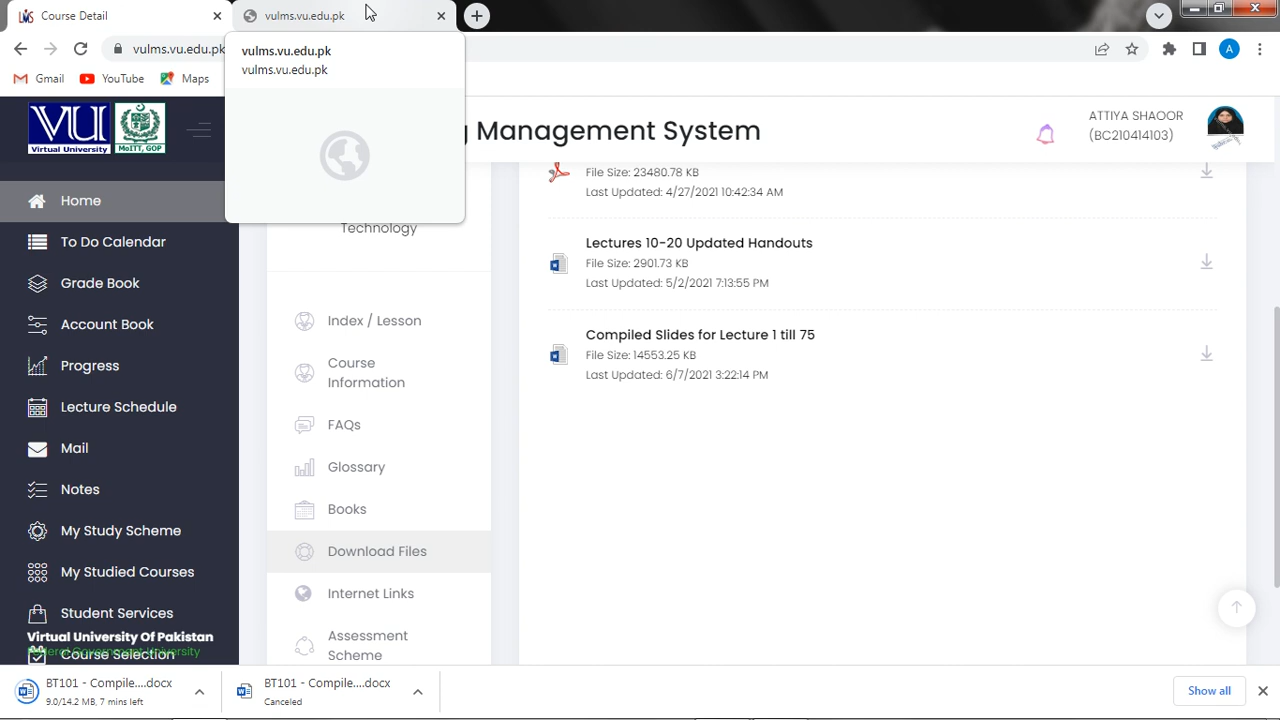 Course Detail
vulms.vu.edu.pk
vulms.vu.edu.pk
A
Gmail
YouTube
Maps
vulms.vu.edu.pk
vulms.vu.edu.pk
VU
Virtual University
MoITT, GOP
g Management System
ATTIYA SHAOOR
(BC210414103)
Home
To Do Calendar
Grade Book
Account Book
Progress
Lecture Schedule
Mail
Notes
My Study Scheme
My Studied Courses
Student Services
Course Selection
Virtual University Of Pakistan
Federal Government University
Technology
Index / Lesson
Course
Information
FAQs
Glossary
Books
Download Files
Internet Links
Assessment
Scheme
File Size: 23480.78 KB
Last Updated: 4/27/2021 10:42:34 AM
Lectures 10-20 Updated Handouts
File Size: 2901.73 KB
Last Updated: 5/2/2021 7:13:55 PM
Compiled Slides for Lecture 1 till 75
File Size: 14553.25 KB
Last Updated: 6/7/2021 3:22:14 PM
BT101 - Compile....docx
9.0/14.2 MB, 7 mins left
BT101 - Compile....docx
Canceled
Show all